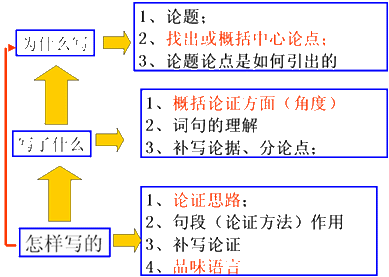 为什么写
1、论题；
2、找出或概括中心论点；
3、论题论点是如何引出的
写了什么
1、概括论证方面（角度）
2、词句的理解
3、补写论据、分论点；
怎样写的
1、论证思路；
2、句段（论证方法）作用
3、补写论证
4、品味语言